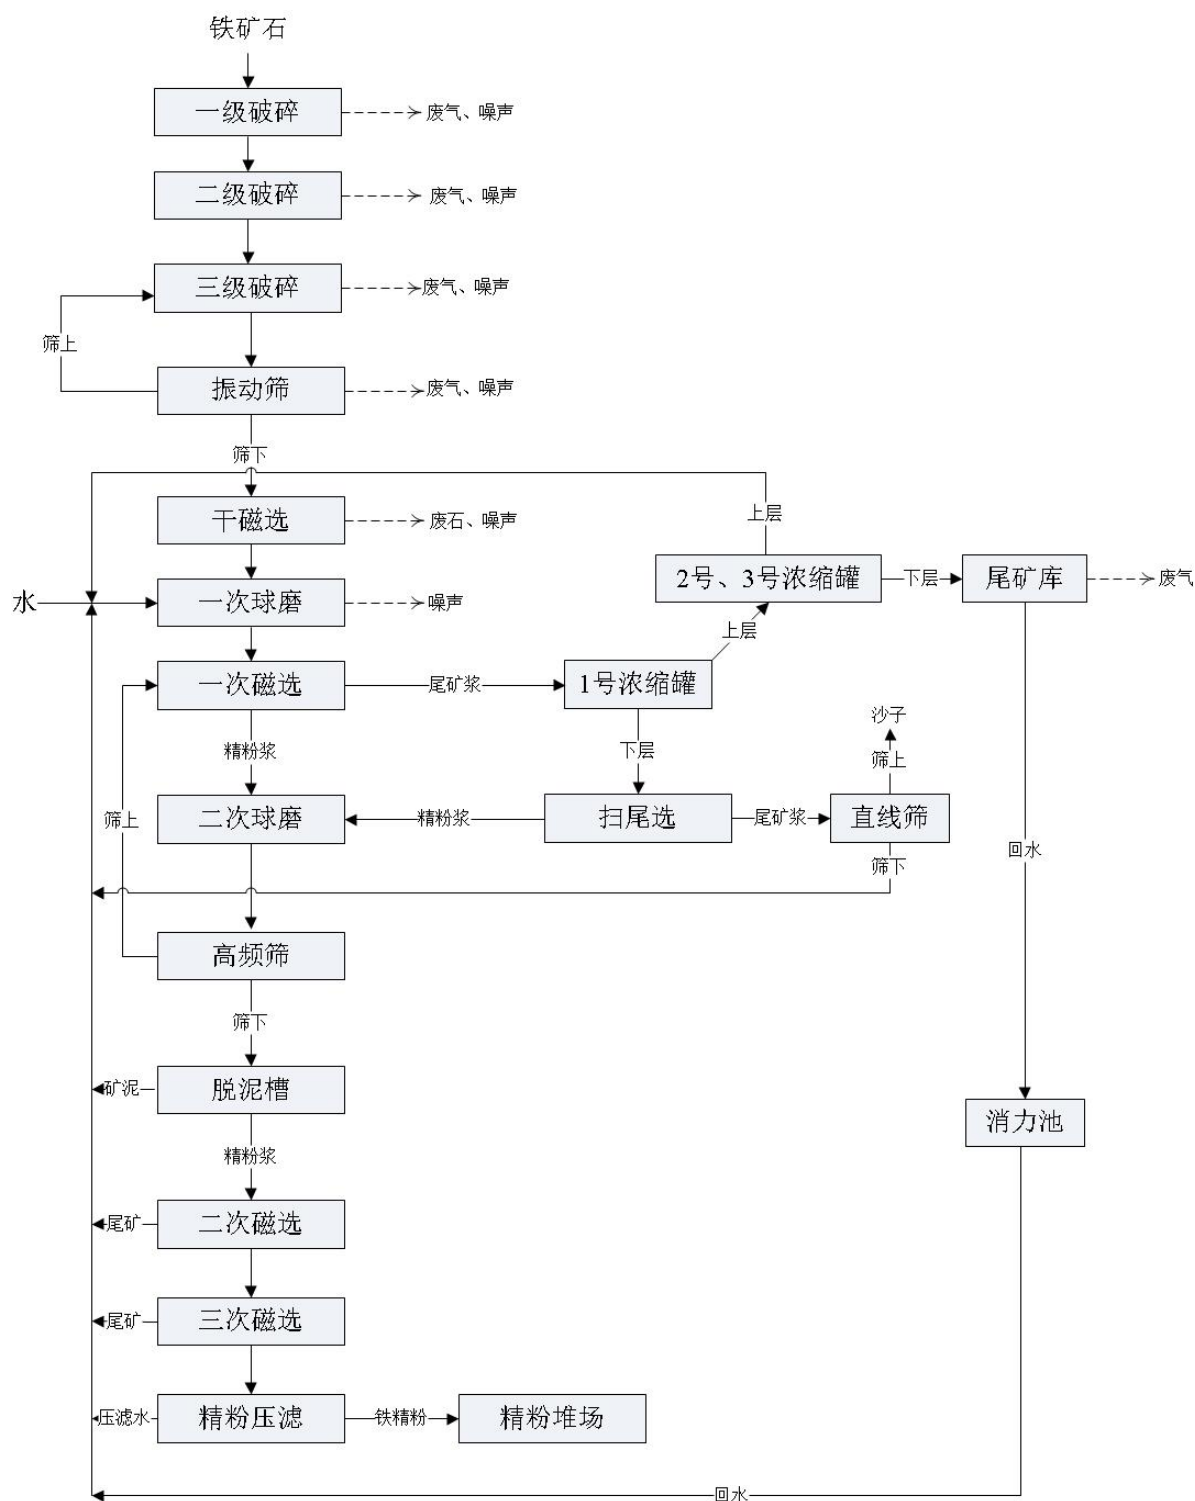 铁矿石
一级破碎
废气、噪声
二级破碎
废气、噪声
三级破碎
废气、噪声
筛上
振动筛
废气、噪声
筛下
干磁选
废石、噪声
上层
2号、3号浓缩罐
下层
尾矿库
废气
水
一次球磨
噪声
上层
一次磁选
尾矿浆
1号浓缩罐
沙子
精粉浆
下层
筛上
筛上
二次球磨
精粉浆
扫尾选
尾矿浆
直线筛
回水
筛下
高频筛
筛下
矿泥
脱泥槽
消力池
精粉浆
尾矿
二次磁选
尾矿
三次磁选
压滤水
精粉压滤
铁精粉
精粉堆场
回水